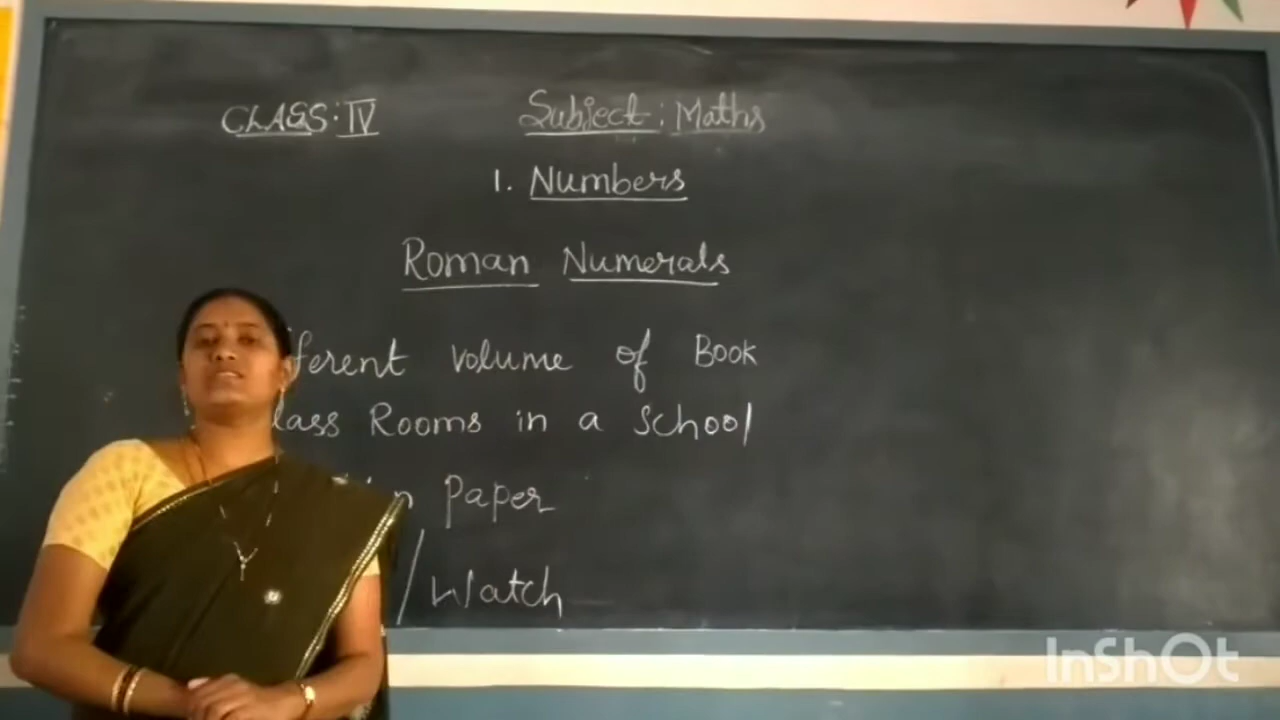 CLASS: IV
Subject: Maths
1. Numbers
Roman Numerals
ferent volume of Book
lass Rooms in a School
n Paper
/ Watch
InShOt